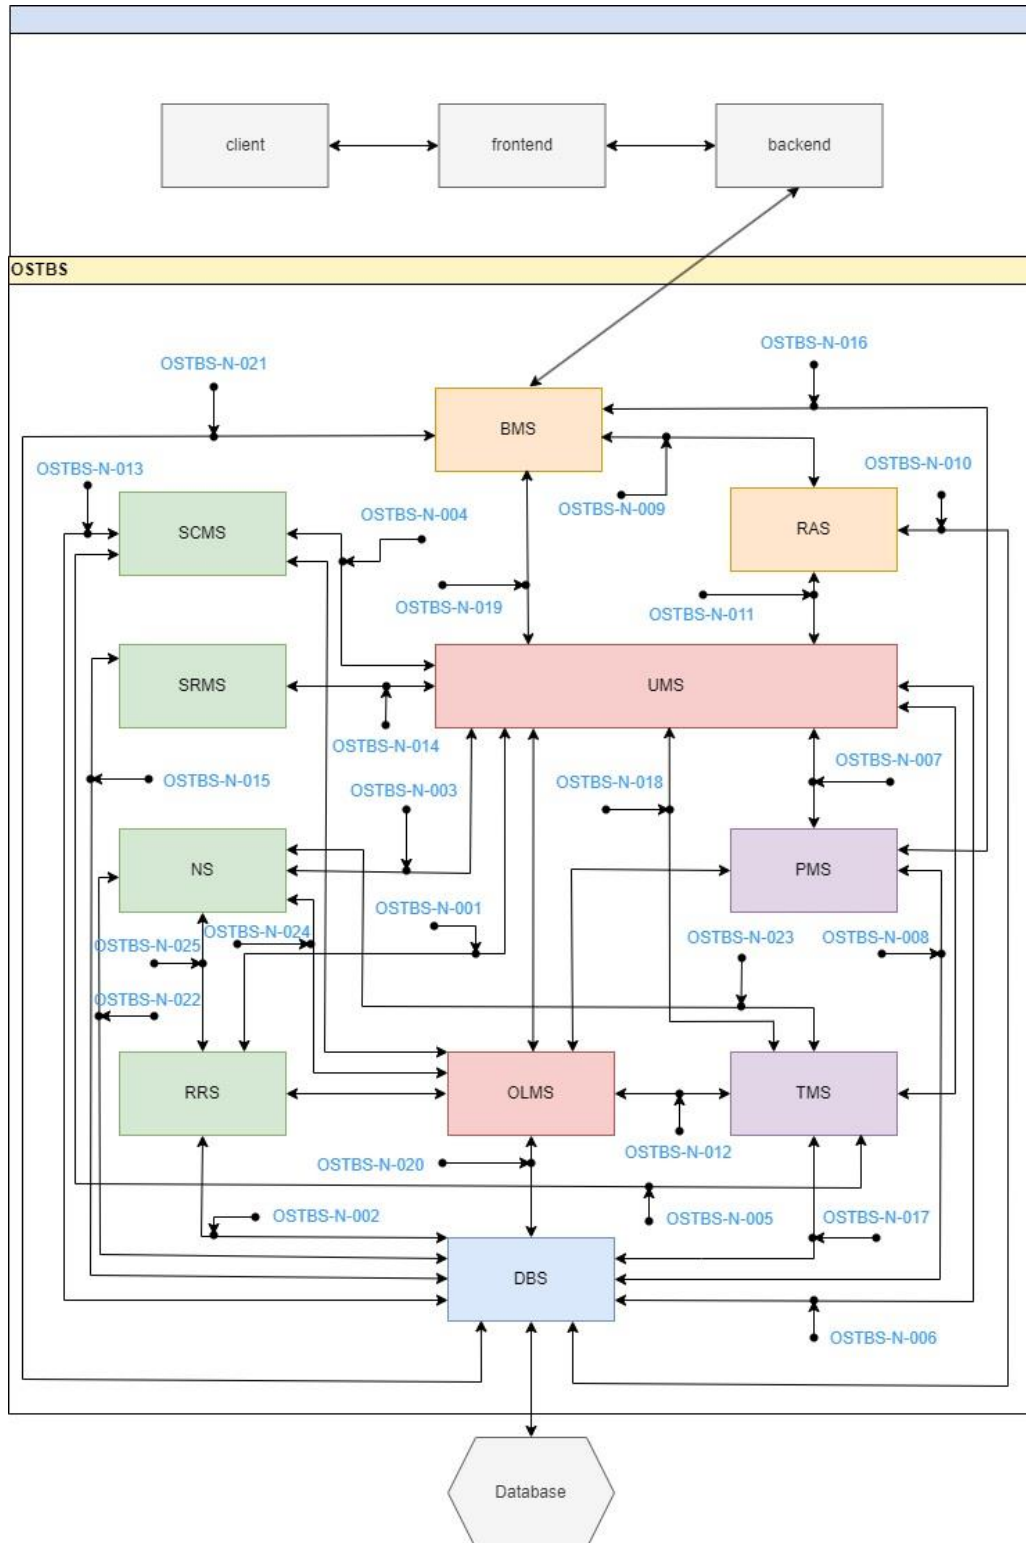 client
frontend
backend
OSTBS
OSTBS-N-016
OSTBS-N-021
BMS
OSTBS-N-013
OSTBS-N-010
OSTBS-N-004
OSTBS-N-009
SCMS
RAS
OSTBS-N-019
OSTBS-N-011
SRMS
UMS
OSTBS-N-014
OSTBS-N-007
OSTBS-N-015
OSTBS-N-018
OSTBS-N-003
NS
PMS
OSTBS-N-001
OSTBS-N-024
OSTBS-N-023
OSTBS-N-025
OSTBS-N-008
OSTBS-N-022
RRS
OLMS
TMS
OSTBS-N-012
OSTBS-N-020
OSTBS-N-002
OSTBS-N-005
OSTBS-N-017
DBS
OSTBS-N-006
Database